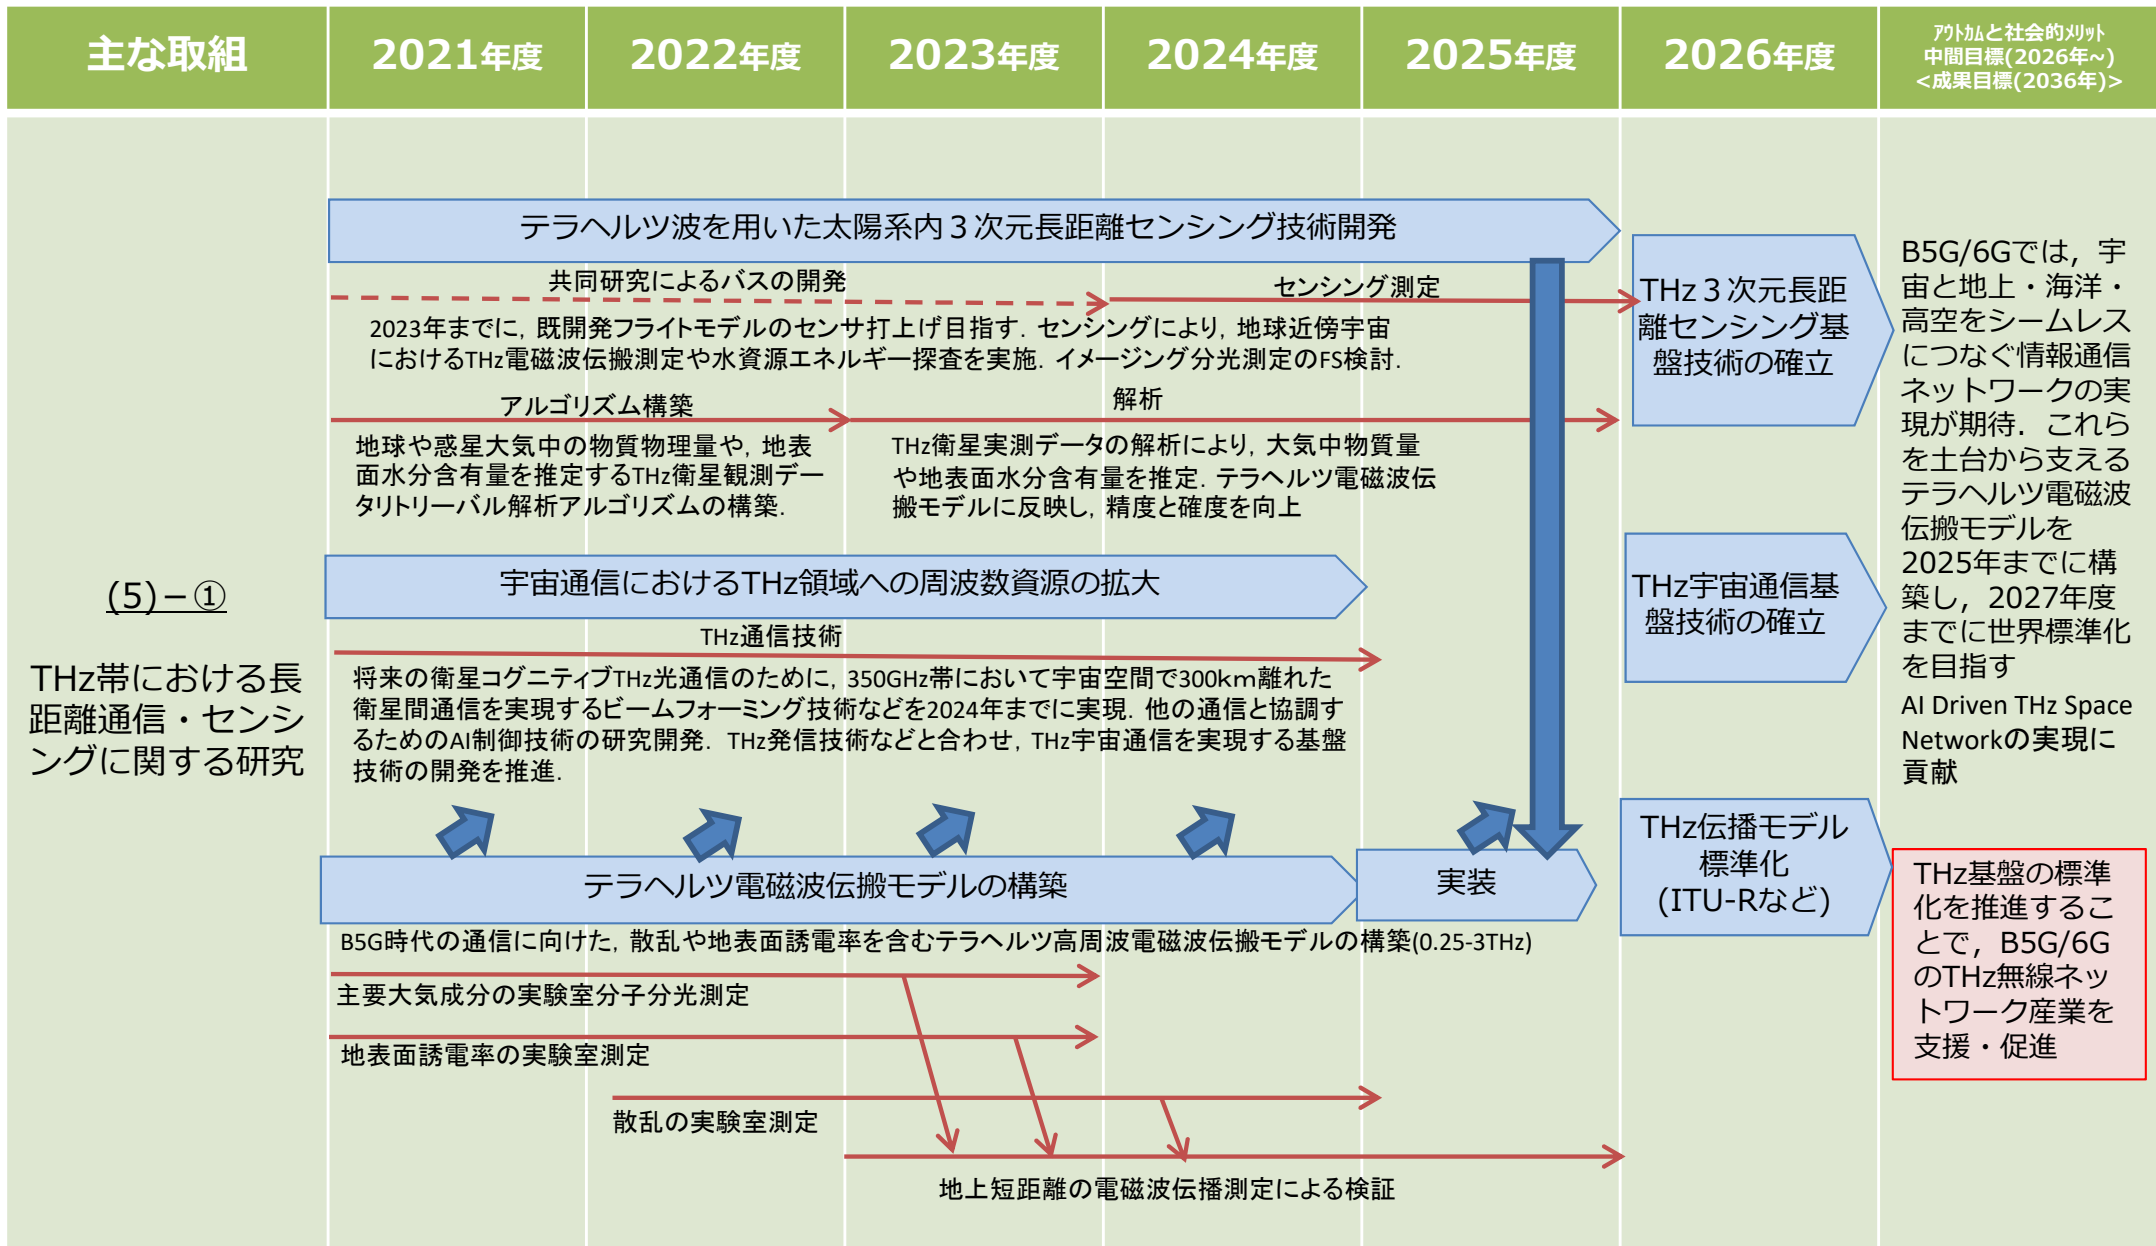 主な取組
2021年度
2022年度
2023年度
2024年度
2025年度
2026年度
ｱｳﾄｶﾑと社会的ﾒﾘｯﾄ
中間目標(2026年~)
<成果目標(2036年)>
(5)－①
THz帯における長
距離通信・センシ
ングに関する研究
テラヘルツ波を用いた太陽系内３次元長距離センシング技術開発
共同研究によるバスの開発
センシング測定
2023年までに，既開発フライトモデルのセンサ打上げ目指す．センシングにより，地球近傍宇宙
におけるTHz電磁波伝搬測定や水資源エネルギー探査を実施．イメージング分光測定のFS検討．
アルゴリズム構築
解析
地球や惑星大気中の物質物理量や，地表
面水分含有量を推定するTHz衛星観測デー
タリトリーバル解析アルゴリズムの構築．
THz衛星実測データの解析により，大気中物質量
や地表面水分含有量を推定．テラヘルツ電磁波伝
搬モデルに反映し，精度と確度を向上
THz３次元長距
離センシング基
盤技術の確立
宇宙通信におけるTHz領域への周波数資源の拡大
THz通信技術
将来の衛星コグニティブTHz光通信のために，350GHz帯において宇宙空間で300km離れた
衛星間通信を実現するビームフォーミング技術などを2024年までに実現．他の通信と協調す
るためのAI制御技術の研究開発．THz発信技術などと合わせ，THz宇宙通信を実現する基盤
技術の開発を推進．
THz宇宙通信基
盤技術の確立
テラヘルツ電磁波伝搬モデルの構築
実装
THz伝播モデル
標準化
(ITU-Rなど)
B5G時代の通信に向けた，散乱や地表面誘電率を含むテラヘルツ高周波電磁波伝搬モデルの構築(0.25-3THz)
主要大気成分の実験室分子分光測定
地表面誘電率の実験室測定
散乱の実験室測定
地上短距離の電磁波伝播測定による検証
B5G/6Gでは，宇
宙と地上・海洋・
高空をシームレス
につなぐ情報通信
ネットワークの実
現が期待．これら
を土台から支える
テラヘルツ電磁波
伝搬モデルを
2025年までに構
築し，2027年度
までに世界標準化
を目指す
AI Driven THz Space
Networkの実現に
貢献
THz基盤の標準
化を推進するこ
とで，B5G/6G
のTHz無線ネッ
トワーク産業を
支援・促進